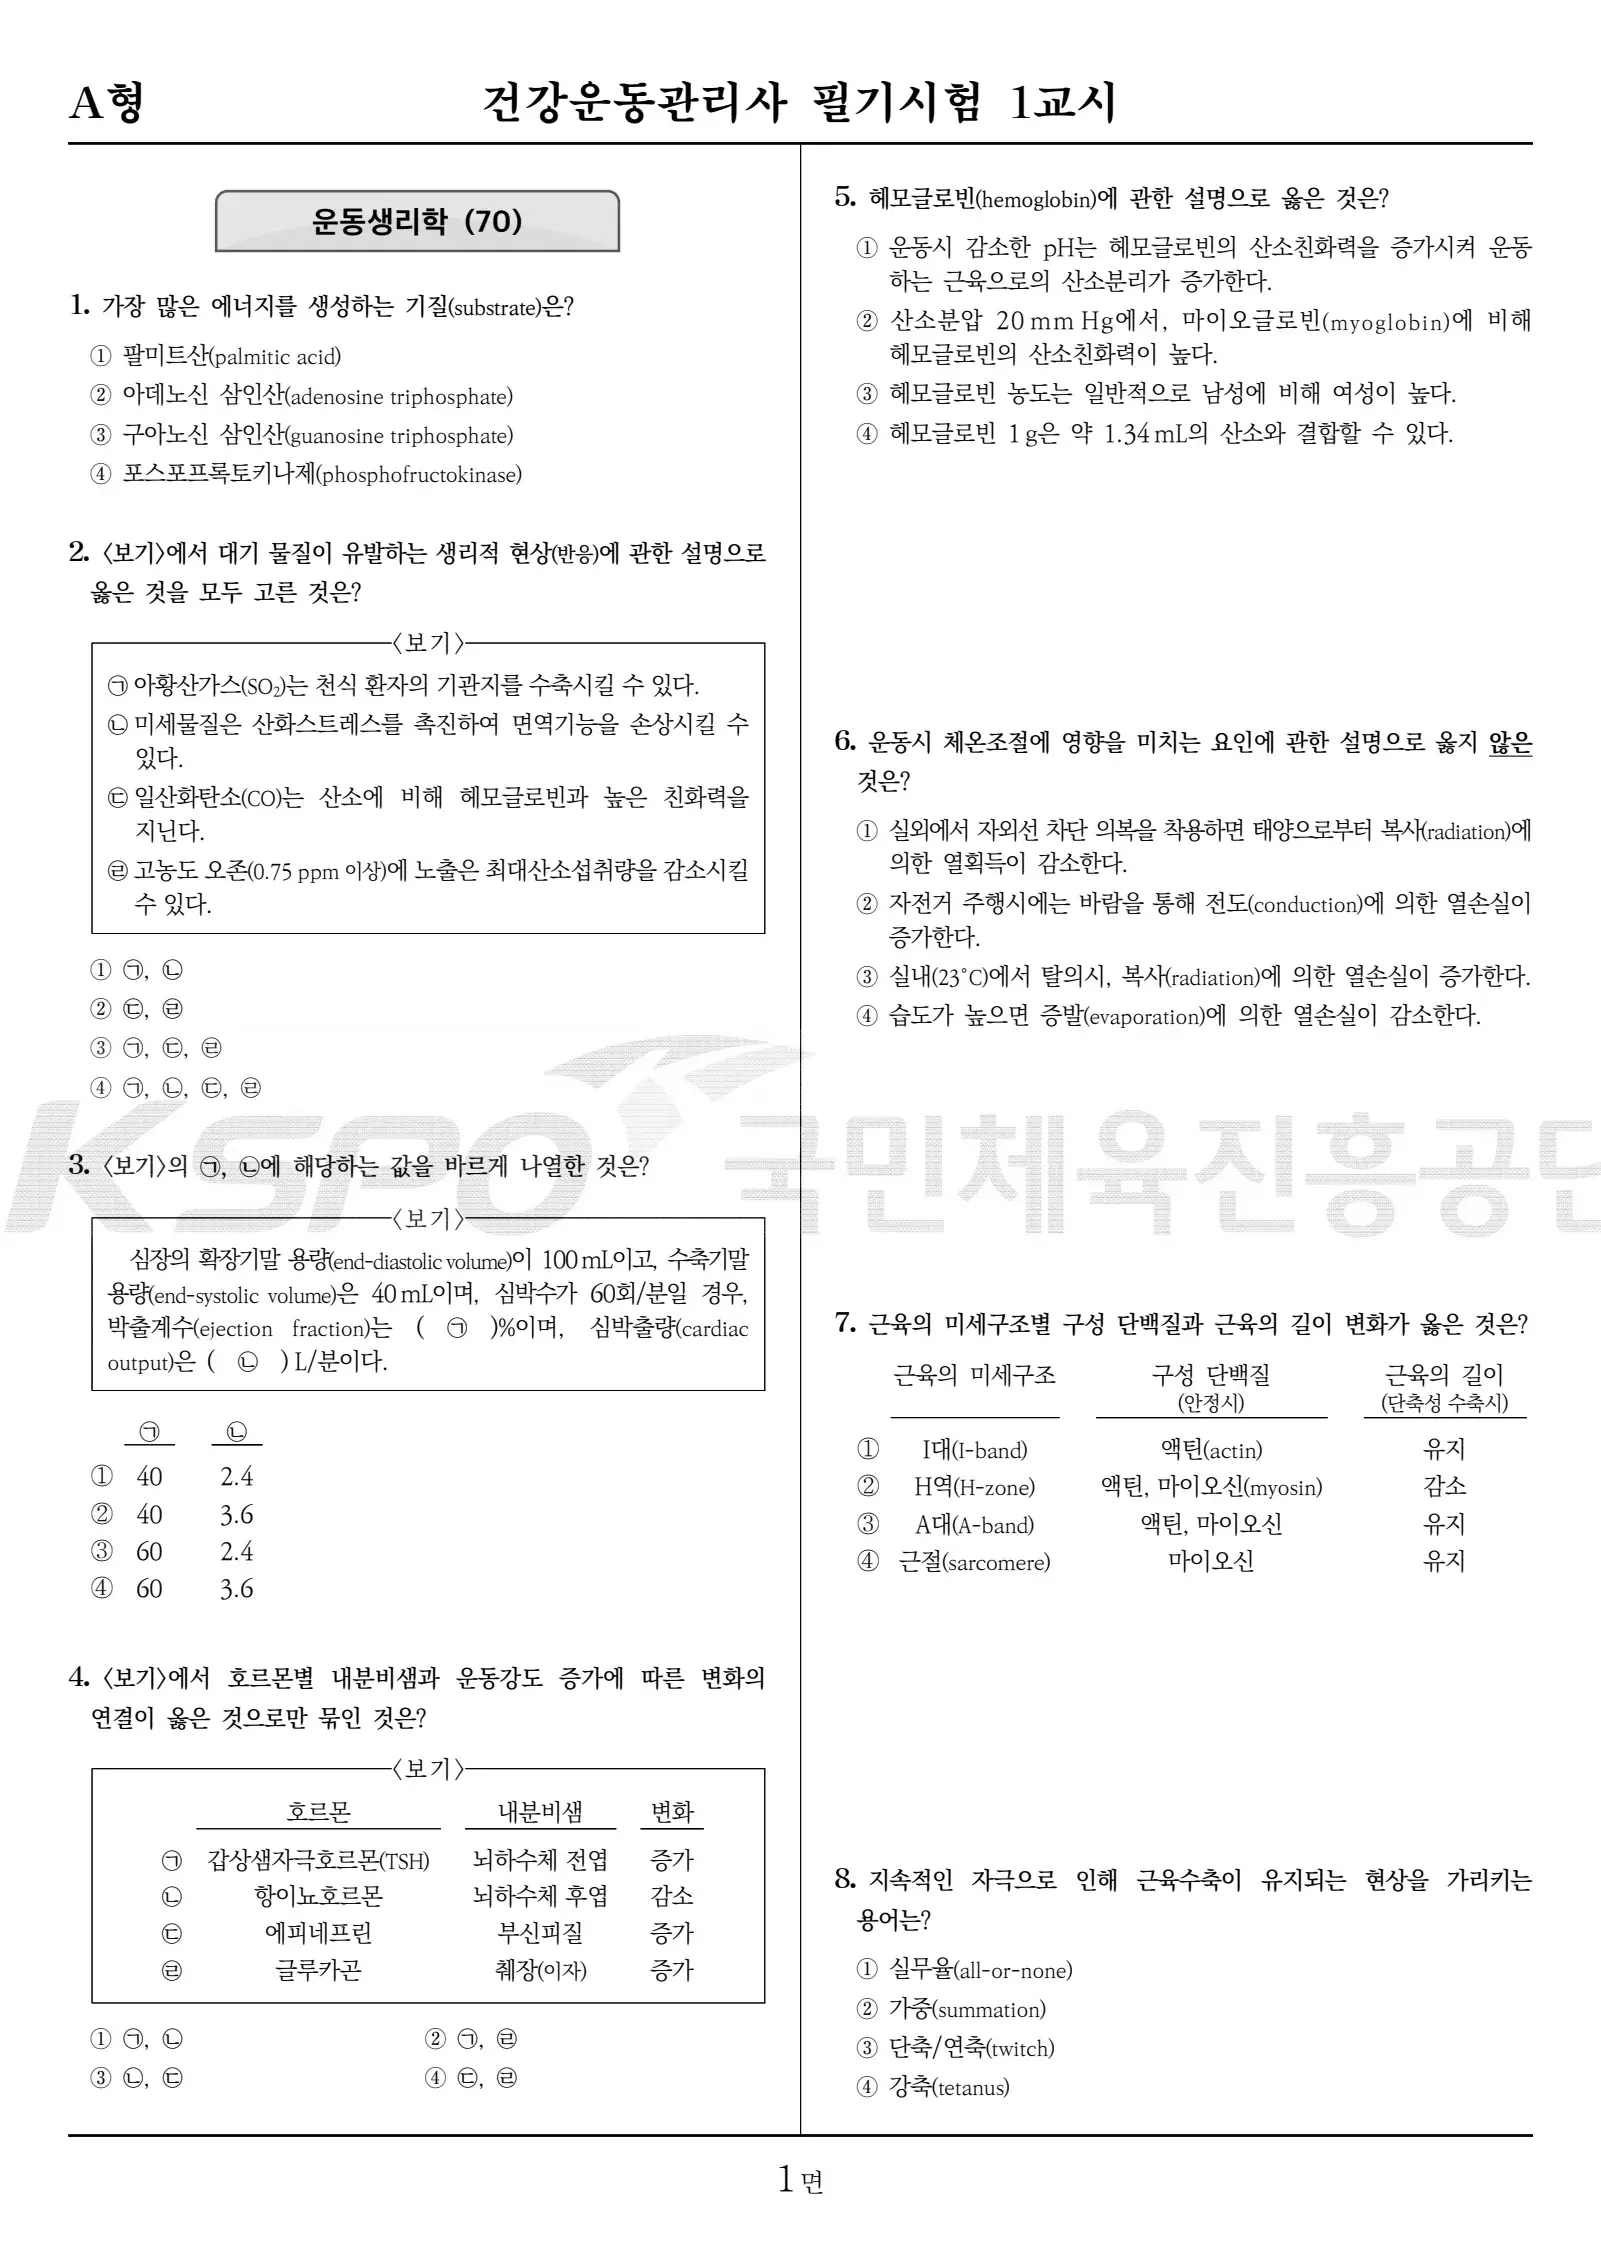 A형
건강운동관리사 필기시험 1교시
운동생리학 (70)
1. 가장 많은 에너지를 생성하는 기질(substrate)은?
① 팔미트산(palmitic acid)
② 아데노신 삼인산(adenosine triphosphate)
③ 구아노신 삼인산(guanosine triphosphate)
④ 포스포프록토키나제(phosphofructokinase)
2. 〈보기〉에서 대기 물질이 유발하는 생리적 현상(반응)에 관한 설명으로
옳은 것을 모두 고른 것은?
〈보기〉
㉠ 아황산가스(SO₂)는 천식 환자의 기관지를 수축시킬 수 있다.
㉡ 미세물질은 산화스트레스를 촉진하여 면역기능을 손상시킬 수
있다.
㉢ 일산화탄소(CO)는 산소에 비해 헤모글로빈과 높은 친화력을
지닌다.
㉣ 고농도 오존(0.75 ppm 이상)에 노출은 최대산소섭취량을 감소시킬
수 있다.
① ㉠, ㉡
② ㉢, ㉣
③ ㉠, ㉢, ㉣
④ ㉠, ㉡, ㉢, ㉣
3. 〈보기〉의 ㉠, ㉡에 해당하는 값을 바르게 나열한 것은?
〈보기〉
심장의 확장기말 용량(end-diastolic volume)이 100 mL이고, 수축기말
용량(end-systolic volume)은 40 mL이며, 심박수가 60회/분일 경우,
박출계수(ejection fraction)는 ( ㉠ )%이며, 심박출량(cardiac
output)은 ( ㉡ ) L/분이다.
㉠ ㉡
① 40 2.4
② 40 3.6
③ 60 2.4
④ 60 3.6
4. 〈보기〉에서 호르몬별 내분비샘과 운동강도 증가에 따른 변화의
연결이 옳은 것으로만 묶인 것은?
〈보기〉
호르몬 내분비샘 변화
㉠ 갑상샘자극호르몬(TSH) 뇌하수체 전엽 증가
㉡ 항이뇨호르몬 뇌하수체 후엽 감소
㉢ 에피네프린 부신피질 증가
㉣ 글루카곤 췌장(이자) 증가
① ㉠, ㉡ ② ㉠, ㉣
③ ㉡, ㉢ ④ ㉢, ㉣
5. 헤모글로빈(hemoglobin)에 관한 설명으로 옳은 것은?
① 운동시 감소한 pH는 헤모글로빈의 산소친화력을 증가시켜 운동
하는 근육으로의 산소분리가 증가한다.
② 산소분압 20 mm Hg에서, 마이오글로빈(myoglobin)에 비해
헤모글로빈의 산소친화력이 높다.
③ 헤모글로빈 농도는 일반적으로 남성에 비해 여성이 높다.
④ 헤모글로빈 1 g은 약 1.34 mL의 산소와 결합할 수 있다.
6. 운동시 체온조절에 영향을 미치는 요인에 관한 설명으로 옳지 않은
것은?
① 실외에서 자외선 차단 의복을 착용하면 태양으로부터 복사(radiation)에
의한 열획득이 감소한다.
② 자전거 주행시에는 바람을 통해 전도(conduction)에 의한 열손실이
증가한다.
③ 실내(23˚C)에서 탈의시, 복사(radiation)에 의한 열손실이 증가한다.
④ 습도가 높으면 증발(evaporation)에 의한 열손실이 감소한다.
KSPO 국민체육진흥공단
7. 근육의 미세구조별 구성 단백질과 근육의 길이 변화가 옳은 것은?
근육의 미세구조 구성 단백질 근육의 길이
(안정시) (단축성 수축시)
① I대(I-band) 액틴(actin) 유지
② H역(H-zone) 액틴, 마이오신(myosin) 감소
③ A대(A-band) 액틴, 마이오신 유지
④ 근절(sarcomere) 마이오신 유지
8. 지속적인 자극으로 인해 근육수축이 유지되는 현상을 가리키는
용어는?
① 실무율(all-or-none)
② 가중(summation)
③ 단축/연축(twitch)
④ 강축(tetanus)
1 면